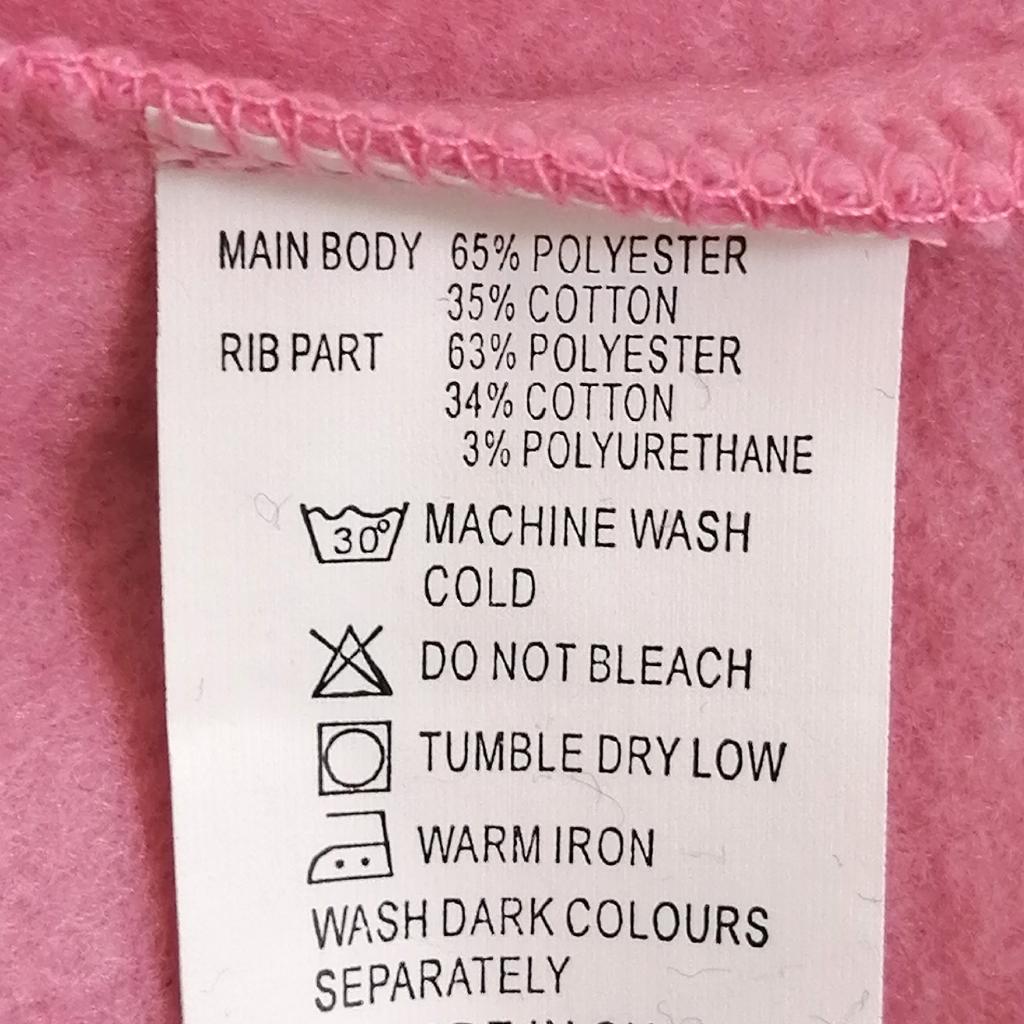 MAIN BODY 65% POLYESTER
35% COTTON
RIB PART 63% POLYESTER
34% COTTON
3% POLYURETHANE
30° MACHINE WASH
COLD
DO NOT BLEACH
TUMBLE DRY LOW
WARM IRON
WASH DARK COLOURS
SEPARATELY